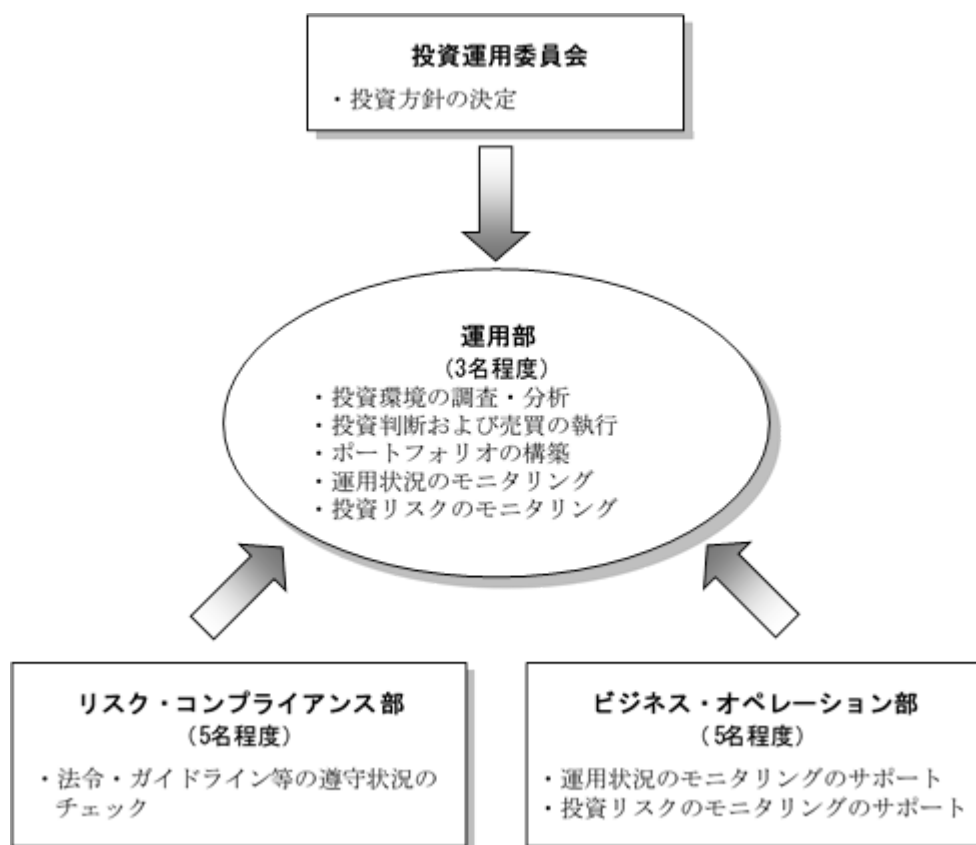 投資運用委員会
・投資方針の決定
運用部
(3名程度)
・投資環境の調査・分析
・投資判断および売買の執行
・ポートフォリオの構築
・運用状況のモニタリング
・投資リスクのモニタリング
リスク・コンプライアンス部
(5名程度)
・法令・ガイドライン等の遵守状況の
チェック
ビジネス・オペレーション部
(5名程度)
・運用状況のモニタリングのサポート
・投資リスクのモニタリングのサポート